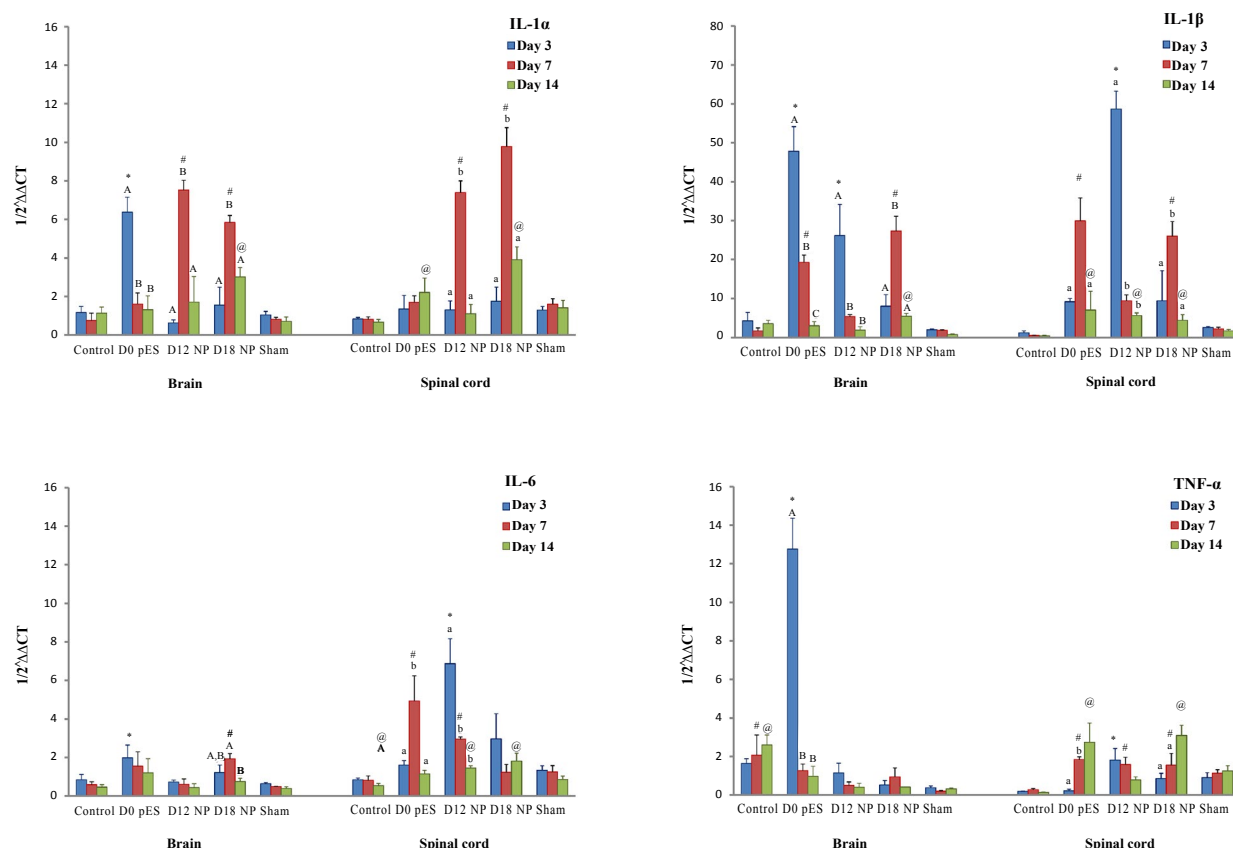 IL-1α
Day 3
Day 7
Day 14
16
14
12
10
8
6
4
2
0
1/2^ΔΔCT
*
A
B B
#
B
A A
#
B
@
A
A
@
#
b
a a
#
b
@
a
a
Control D0 pES D12 NP D18 NP Sham
Control D0 pES D12 NP D18 NP Sham
Brain
Spinal cord
IL-1β
Day 3
Day 7
Day 14
80
70
60
50
40
30
20
10
0
1/2^ΔΔCT
*
A
#
B
C
*
A
B
B
#
B
A
@
A
#
a
@
a
*
a
b
@
b
#
b
a
@
a
Control D0 pES D12 NP D18 NP Sham
Control D0 pES D12 NP D18 NP Sham
Brain
Spinal cord
IL-6
Day 3
Day 7
Day 14
16
14
12
10
8
6
4
2
0
1/2^ΔΔCT
*
#
A
A,B
B
@
A
#
b
a
a
*
a
#
b
@
b
@
Control D0 pES D12 NP D18 NP Sham
Control D0 pES D12 NP D18 NP Sham
Brain
Spinal cord
TNF-α
Day 3
Day 7
Day 14
16
14
12
10
8
6
4
2
0
1/2^ΔΔCT
# @
*
A
B B
@
#
b
a
* #
@
#
a
a
Control D0 pES D12 NP D18 NP Sham
Control D0 pES D12 NP D18 NP Sham
Brain
Spinal cord